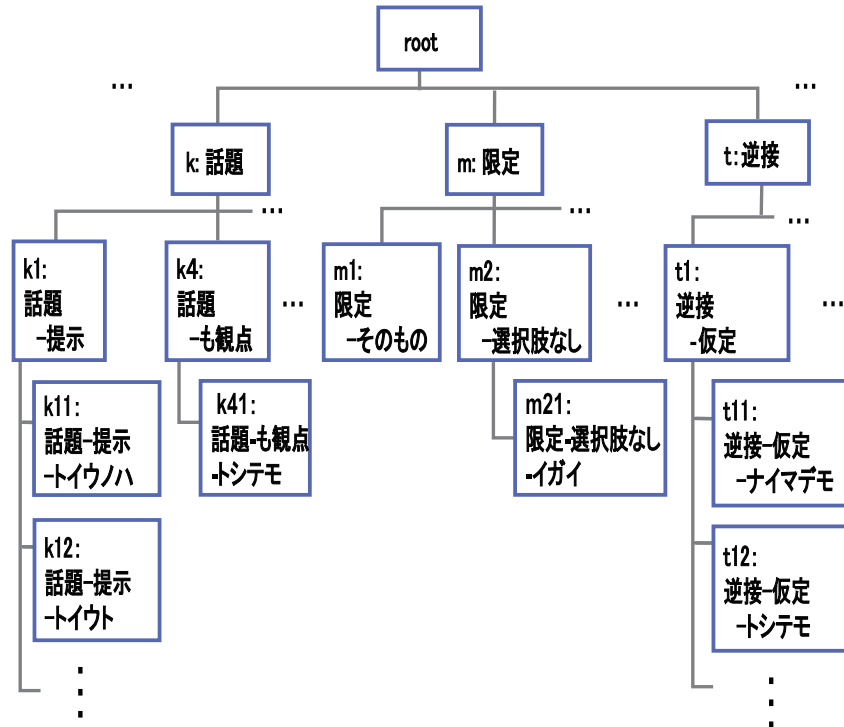 root
…
…
k: 話題
m: 限定
t:逆接
…
…
…
k1:
話題
-提示
k4:
話題
-も観点
…
m1:
限定
-そのもの
m2:
限定
-選択肢なし
…
t1:
逆接
-仮定
…
k11:
話題-提示
-トイウノハ
k41:
話題-も観点
-トシテモ
m21:
限定-選択肢なし
-イガイ
t11:
逆接-仮定
-ナイマデモ
k12:
話題-提示
-トイウト
t12:
逆接-仮定
-トシテモ
⋮
⋮